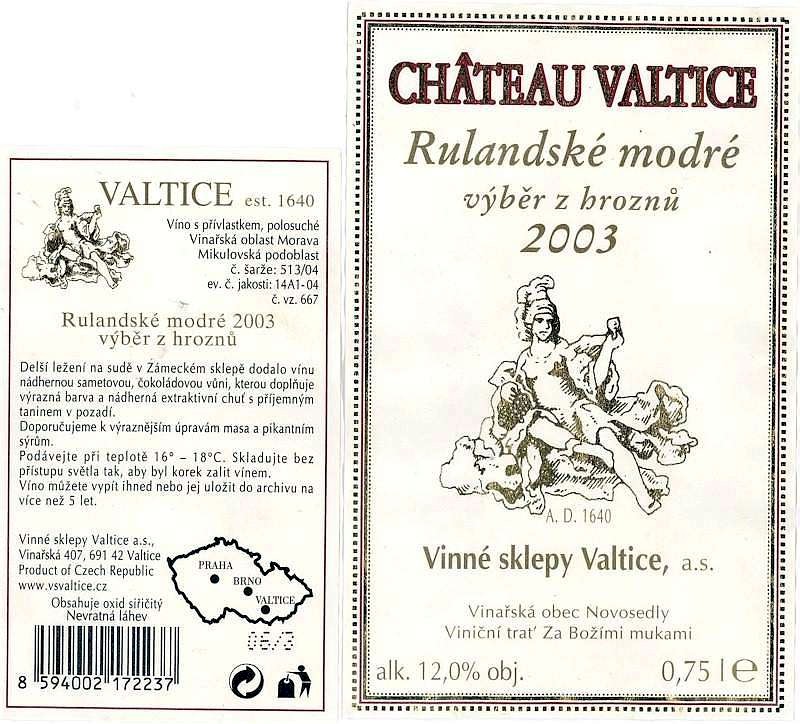 VALTICE est. 1640
Víno s přívlastkem, polosuché
Vinařská oblast Morava
Mikulovská podoblast
č. šarže: 513/04
ev. č. jakosti: 14A1-04
č. vz. 667
Rulandské modré 2003
výběr z hroznů
Delší ležení na sudě v Zámeckém sklepě dodalo vínu
nádhernou sametovou, čokoládovou vůni, kterou doplňuje
výrazná barva a nádherná extraktivní chuť s příjemným
taninem v pozadí.
Doporučujeme k výraznějším úpravám masa a pikantním
sýrům.
Podávejte při teplotě 16° – 18°C. Skladujte bez
přístupu světla tak, aby byl korek zalit vínem.
Víno můžete vypít ihned nebo jej uložit do archivu na
více než 5 let.
Vinné sklepy Valtice a.s.,
Vinařská 407, 691 42 Valtice
Product of Czech Republic
www.vsvaltice.cz
Obsahuje oxid siřičitý
Nevratná láhev
PRAHA
BRNO
VALTICE
06/3
8 594002 172237
CHÂTEAU VALTICE
Rulandské modré
výběr z hroznů
2003
A. D. 1640
Vinné sklepy Valtice, a.s.
Vinařská obec Novosedly
Viniční trať Za Božími mukami
alk. 12,0% obj.
0,75 l ℮